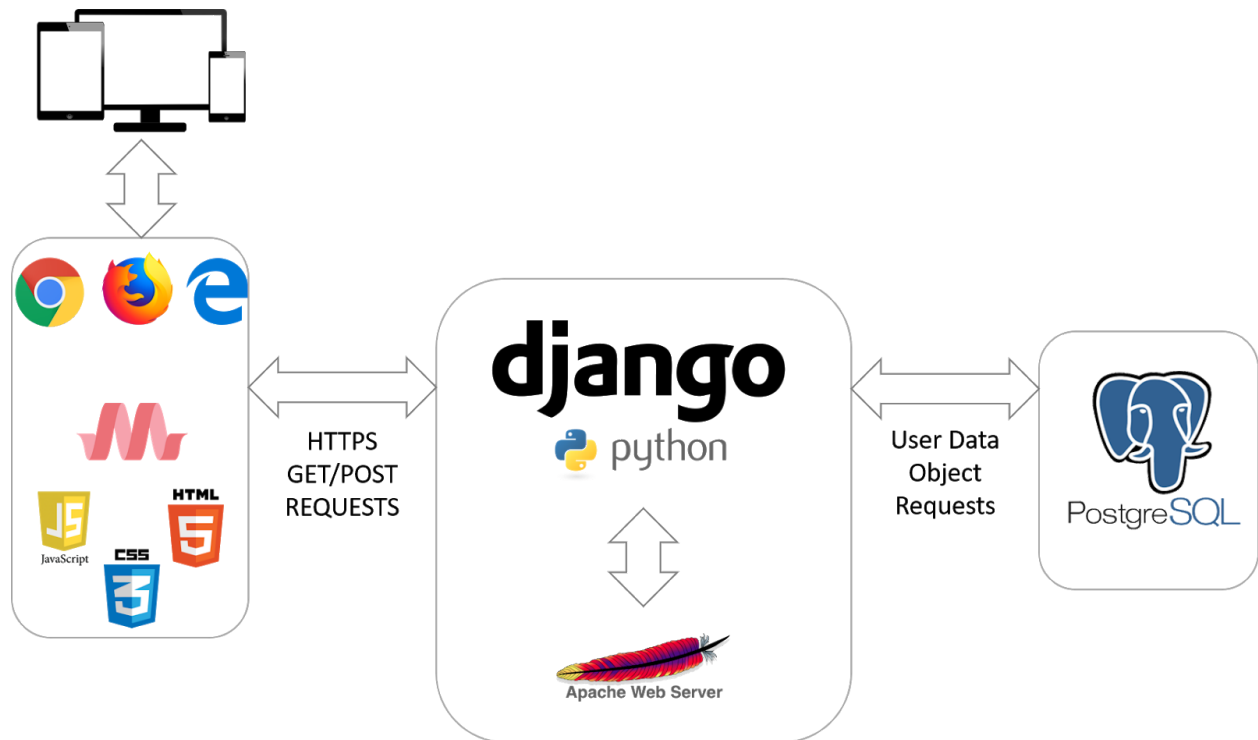 JS
JavaScript
HTML
5
CSS
3
HTTPS
GET/POST
REQUESTS
django
python
Apache Web Server
User Data
Object
Requests
PostgreSQL